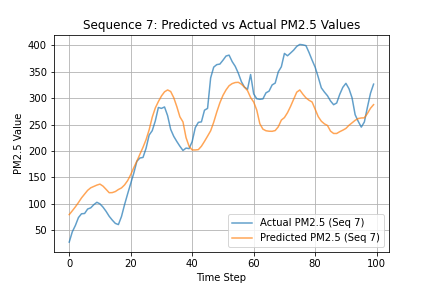 Sequence 7: Predicted vs Actual PM2.5 Values
PM2.5 Value
400
350
300
250
200
150
100
50
0 20 40 60 80 100
Time Step
Actual PM2.5 (Seq 7)
Predicted PM2.5 (Seq 7)